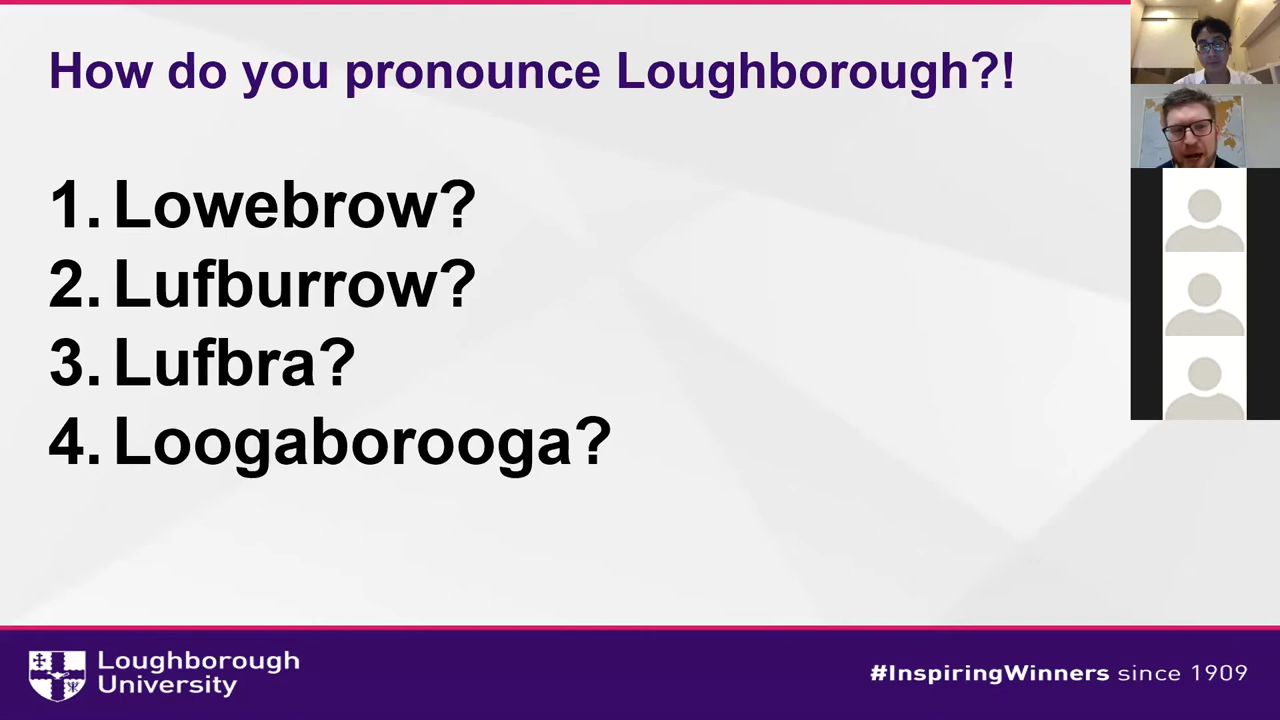 How do you pronounce Loughborough?!
1. Lowebrow?
2. Lufburrow?
3. Lufbra?
4. Loogaborooga?
Loughborough
University
#InspiringWinners since 1909